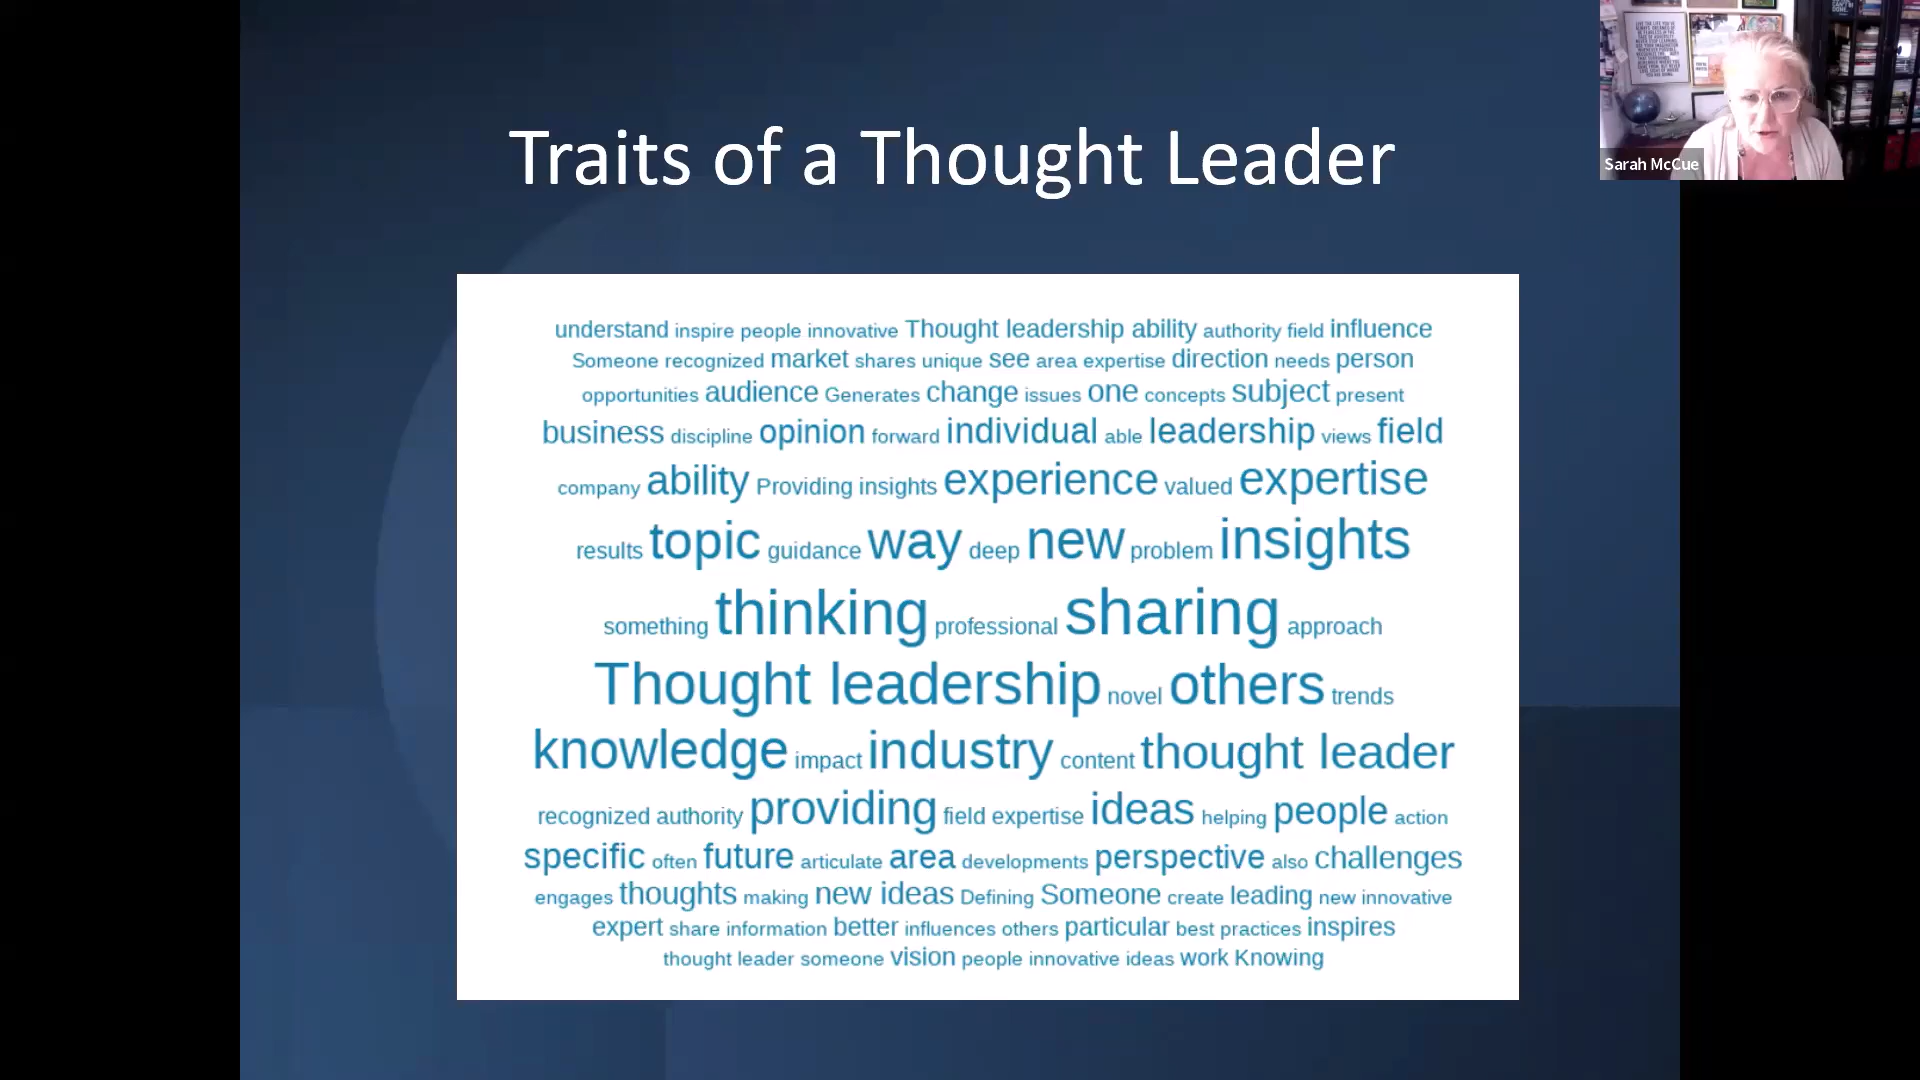 Traits of a Thought Leader
Sarah McCue
understand inspire people innovative Thought leadership ability authority field influence
Someone recognized market shares unique see area expertise direction needs person
opportunities audience Generates change issues one concepts subject present
business discipline opinion forward individual able leadership views field
company ability Providing insights experience valued expertise
results topic guidance way deep new problem insights
something thinking professional sharing approach
Thought leadership novel others trends
knowledge impact industry content thought leader
recognized authority providing field expertise ideas helping people action
specific often future articulate area developments perspective also challenges
engages thoughts making new ideas Defining Someone create leading new innovative
expert share information better influences others particular best practices inspires
thought leader someone vision people innovative ideas work Knowing